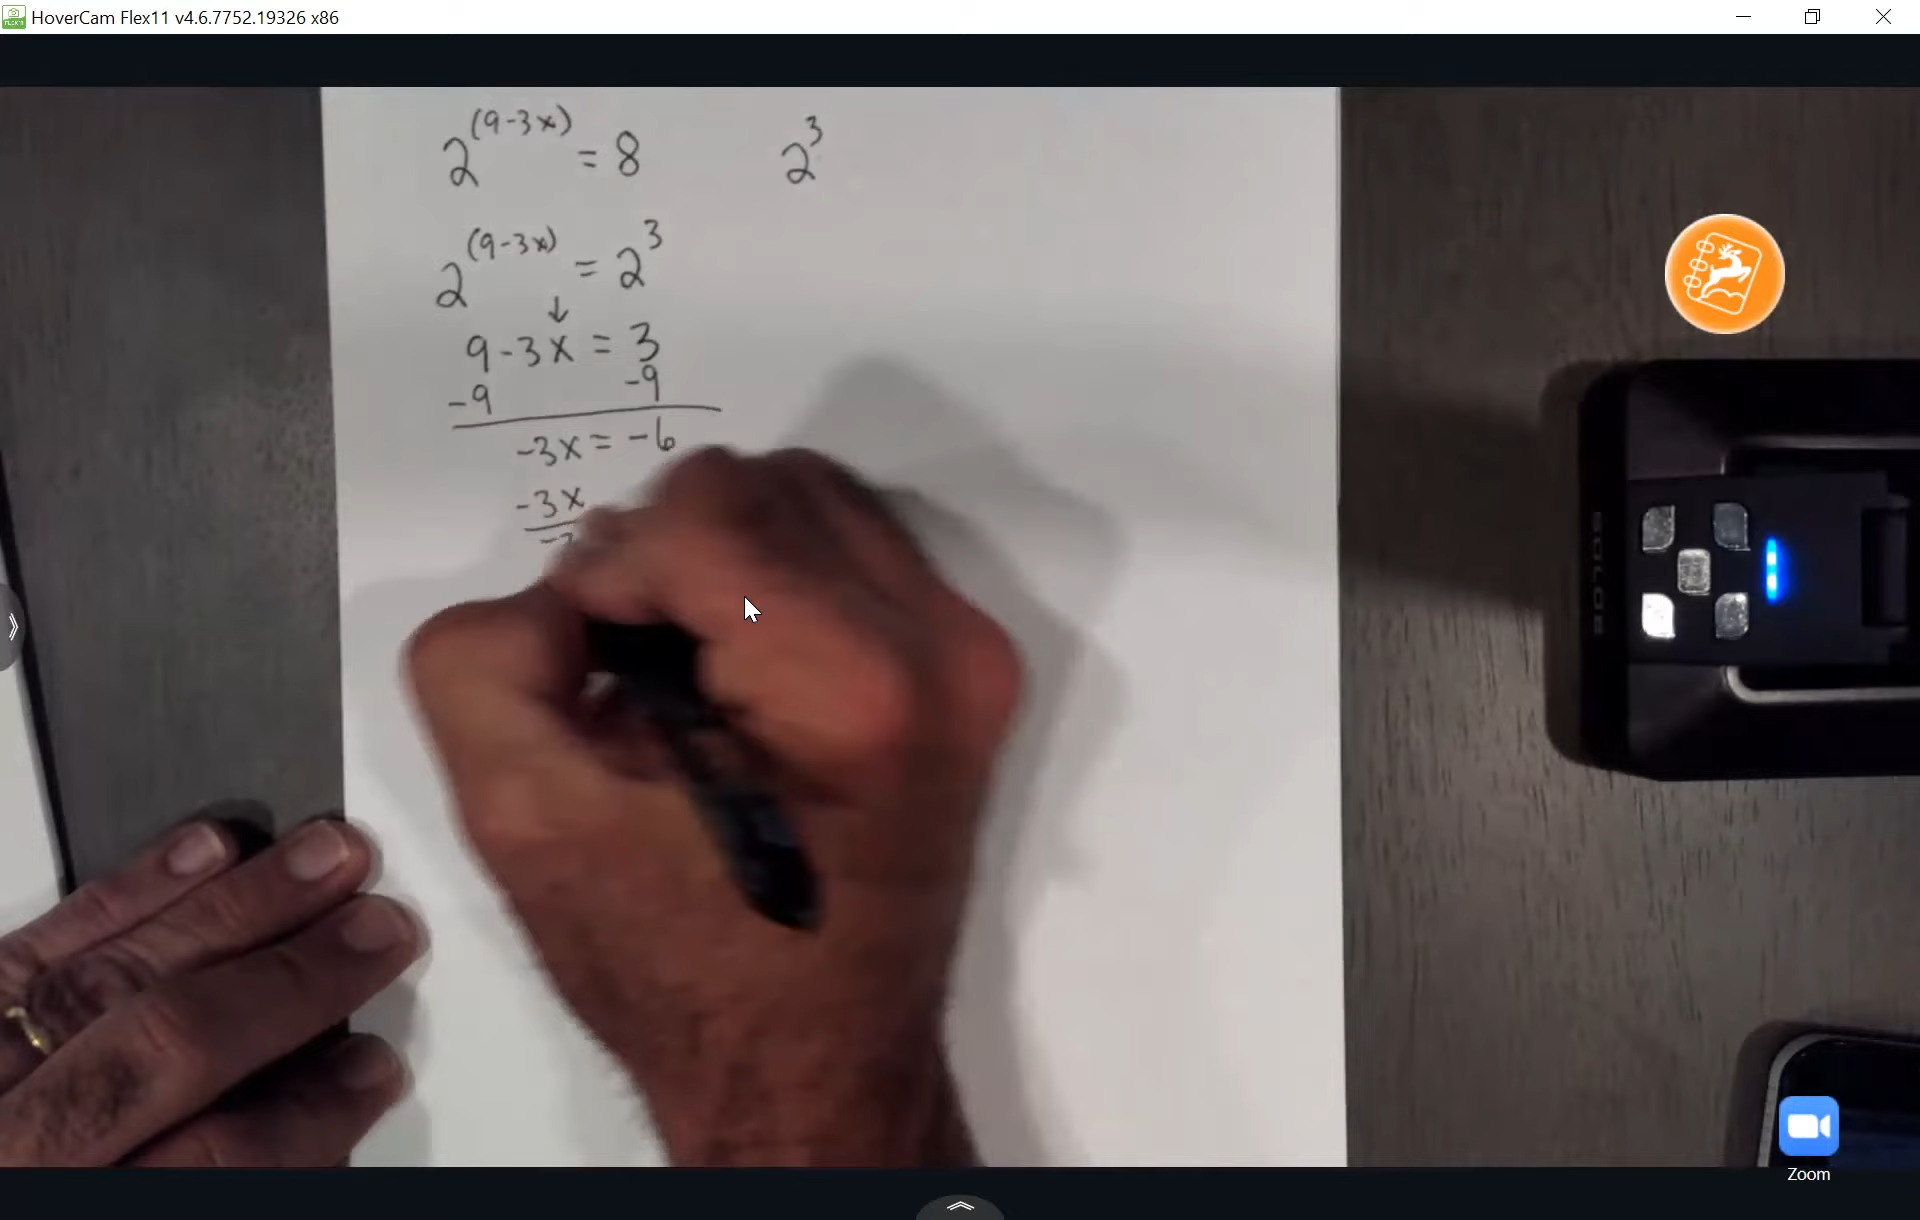 HoverCam Flex11 v4.6.7752.19326 x86
2^(9-3x) = 8 2^3
2^(9-3x) = 2^3
↓
9-3x = 3
-9 -9
-3x = -6
-3x
SOLO8
Zoom